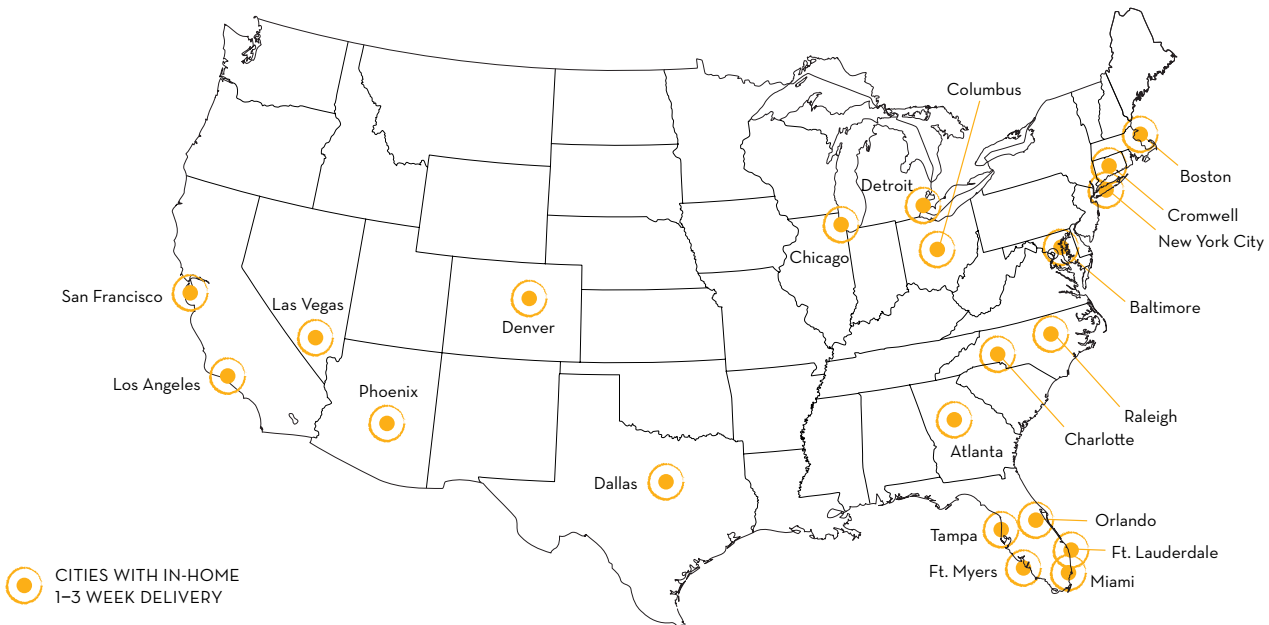 Columbus
Detroit
Boston
Cromwell
New York City
Chicago
San Francisco
Las Vegas
Denver
Baltimore
Los Angeles
Phoenix
Raleigh
Charlotte
Atlanta
Dallas
Orlando
Tampa
Ft. Lauderdale
Ft. Myers
Miami
CITIES WITH IN-HOME
1–3 WEEK DELIVERY